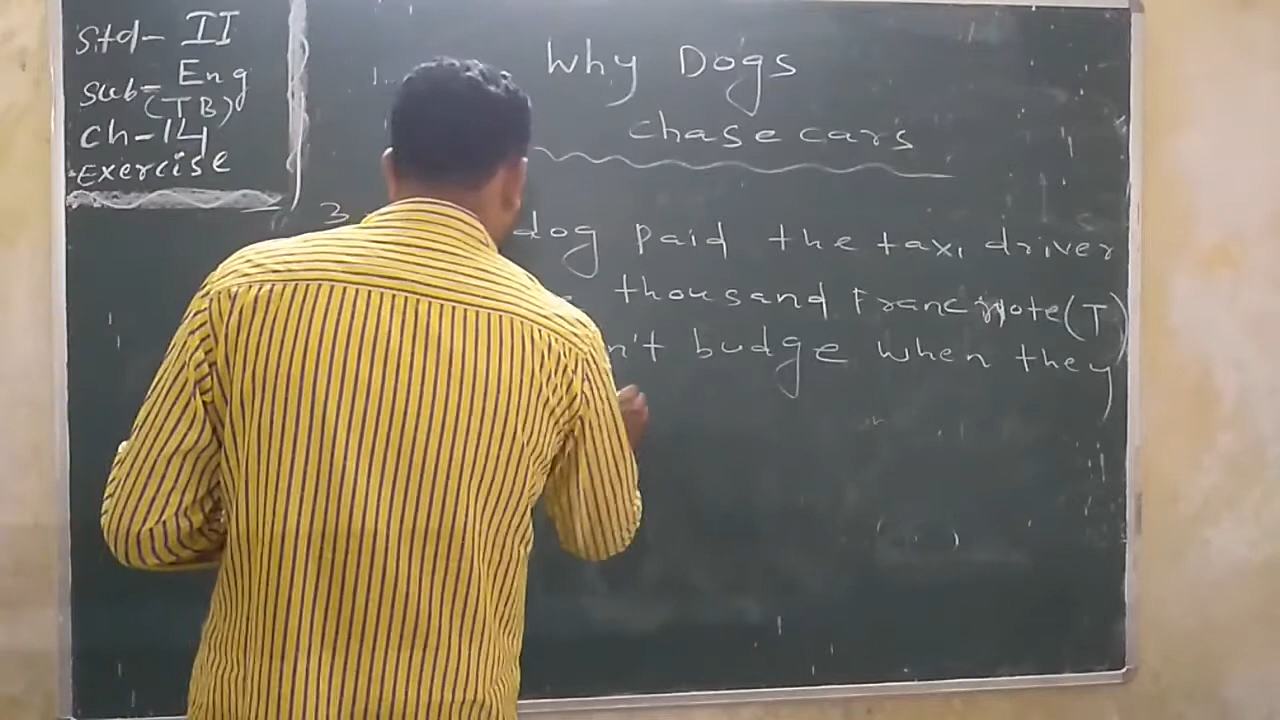 Std- II
Sub- Eng
(TB)
Ch-14
Exercise
Why Dogs
chase cars
3
dog paid the taxi driver
thousand Franc note (T)
n't budge when they